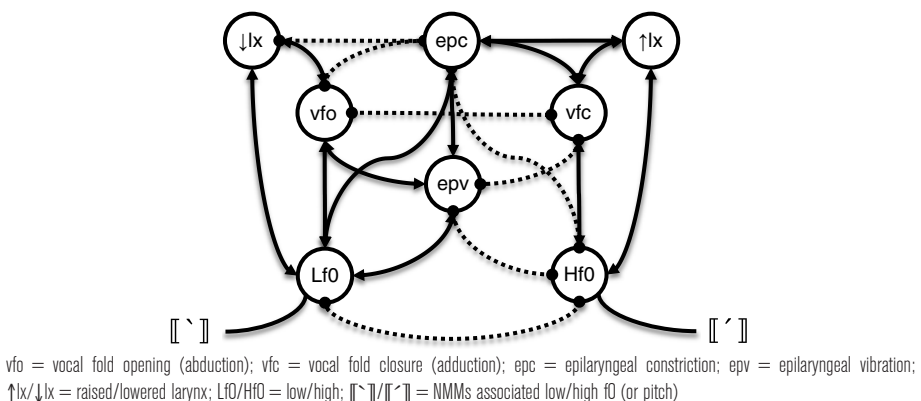 ↓lx epc ↑lx
vfo vfc
epv
Lf0 Hf0
⟦ˋ⟧ ⟦ˊ⟧
vfo = vocal fold opening (abduction); vfc = vocal fold closure (adduction); epc = epilaryngeal constriction; epv = epilaryngeal vibration;
↑lx/↓lx = raised/lowered larynx; Lf0/Hf0 = low/high; ⟦ˋ⟧/⟦ˊ⟧ = NMMs associated low/high f0 (or pitch)